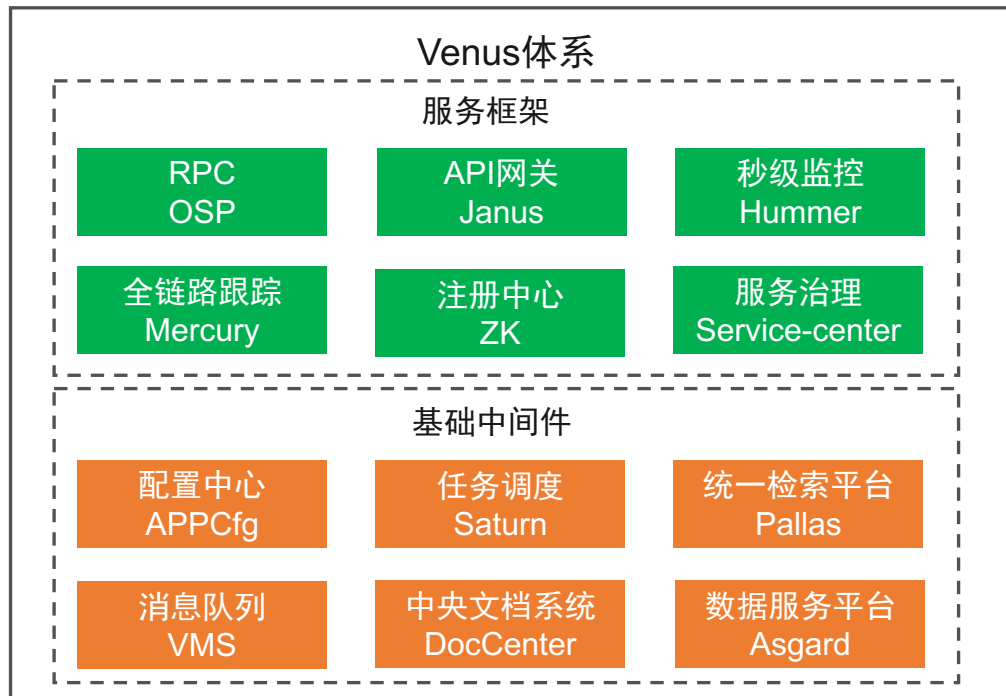 Venus体系
服务框架
RPC
OSP
API网关
Janus
秒级监控
Hummer
全链路跟踪
Mercury
注册中心
ZK
服务治理
Service-center
基础中间件
配置中心
APPCfg
任务调度
Saturn
统一检索平台
Pallas
消息队列
VMS
中央文档系统
DocCenter
数据服务平台
Asgard